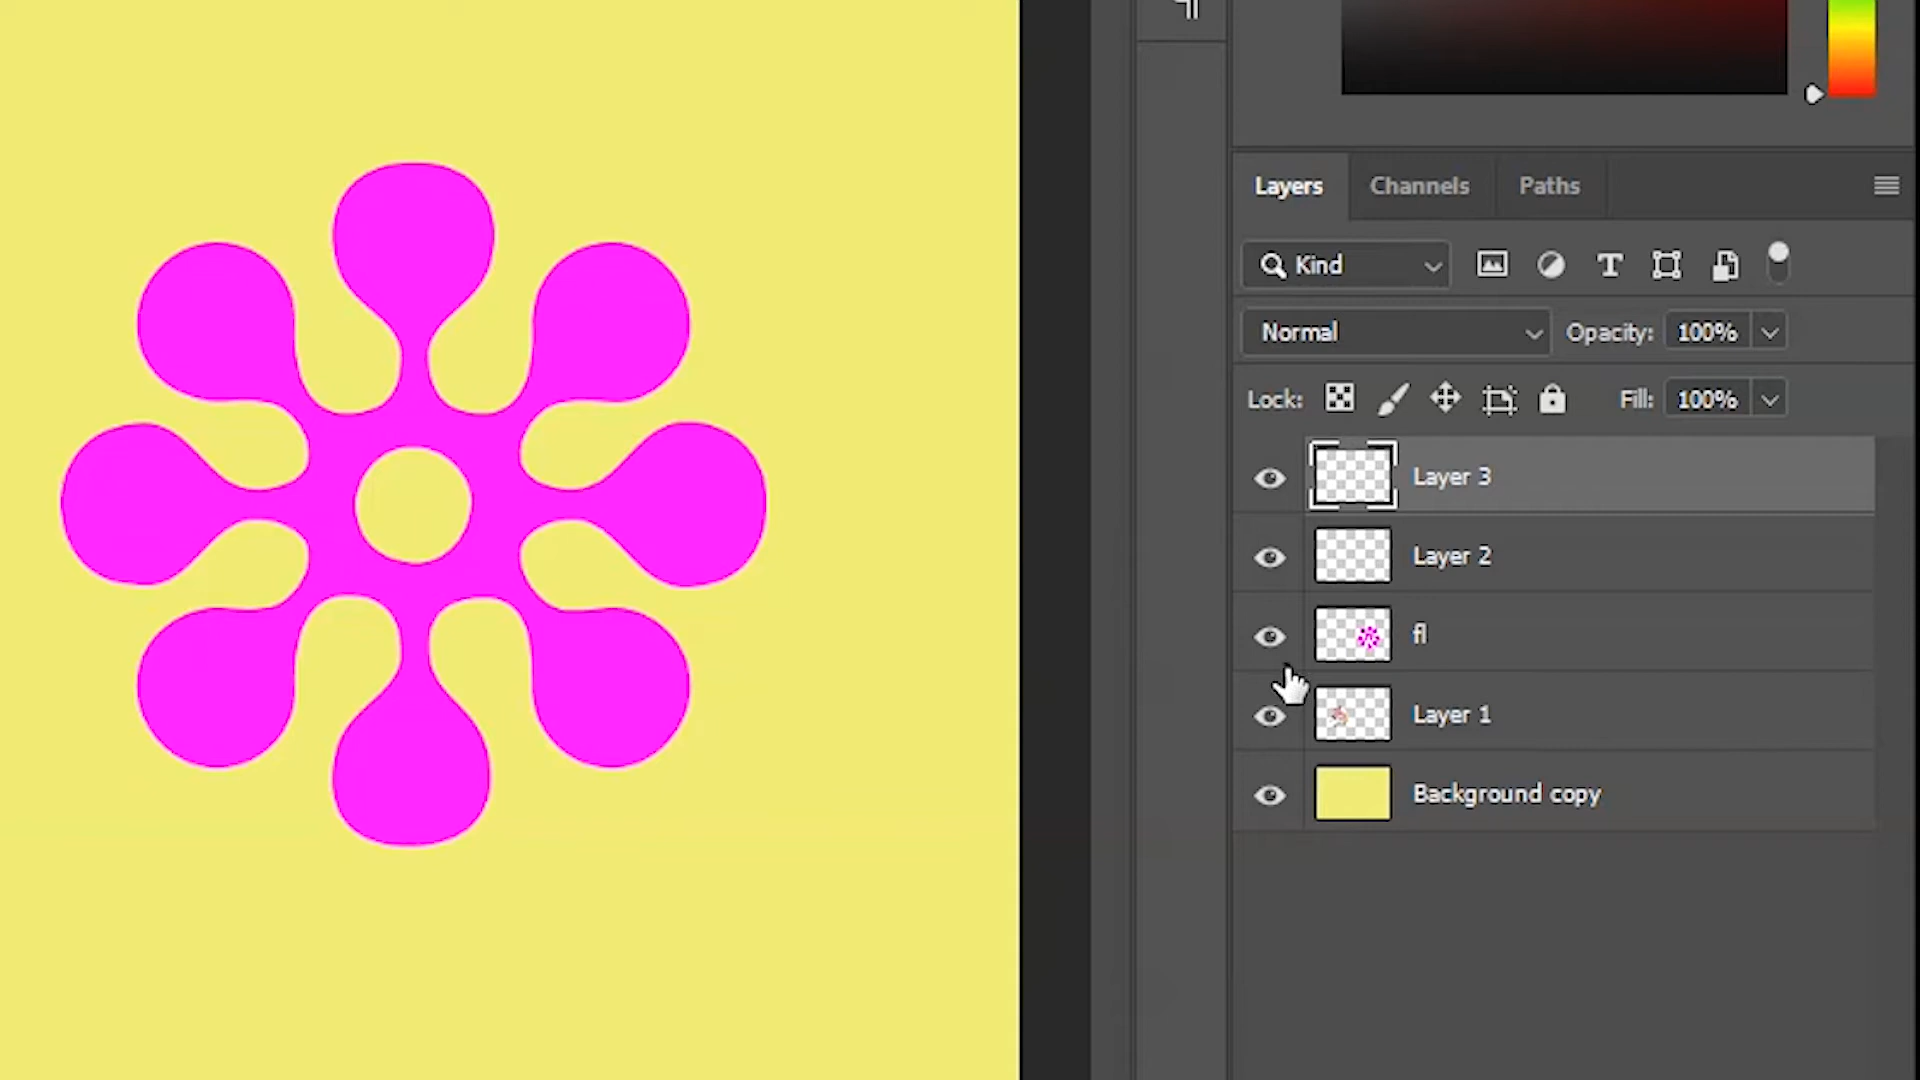 Layers Channels Paths
Kind
Normal Opacity: 100%
Lock: Fill: 100%
Layer 3
Layer 2
fl
Layer 1
Background copy